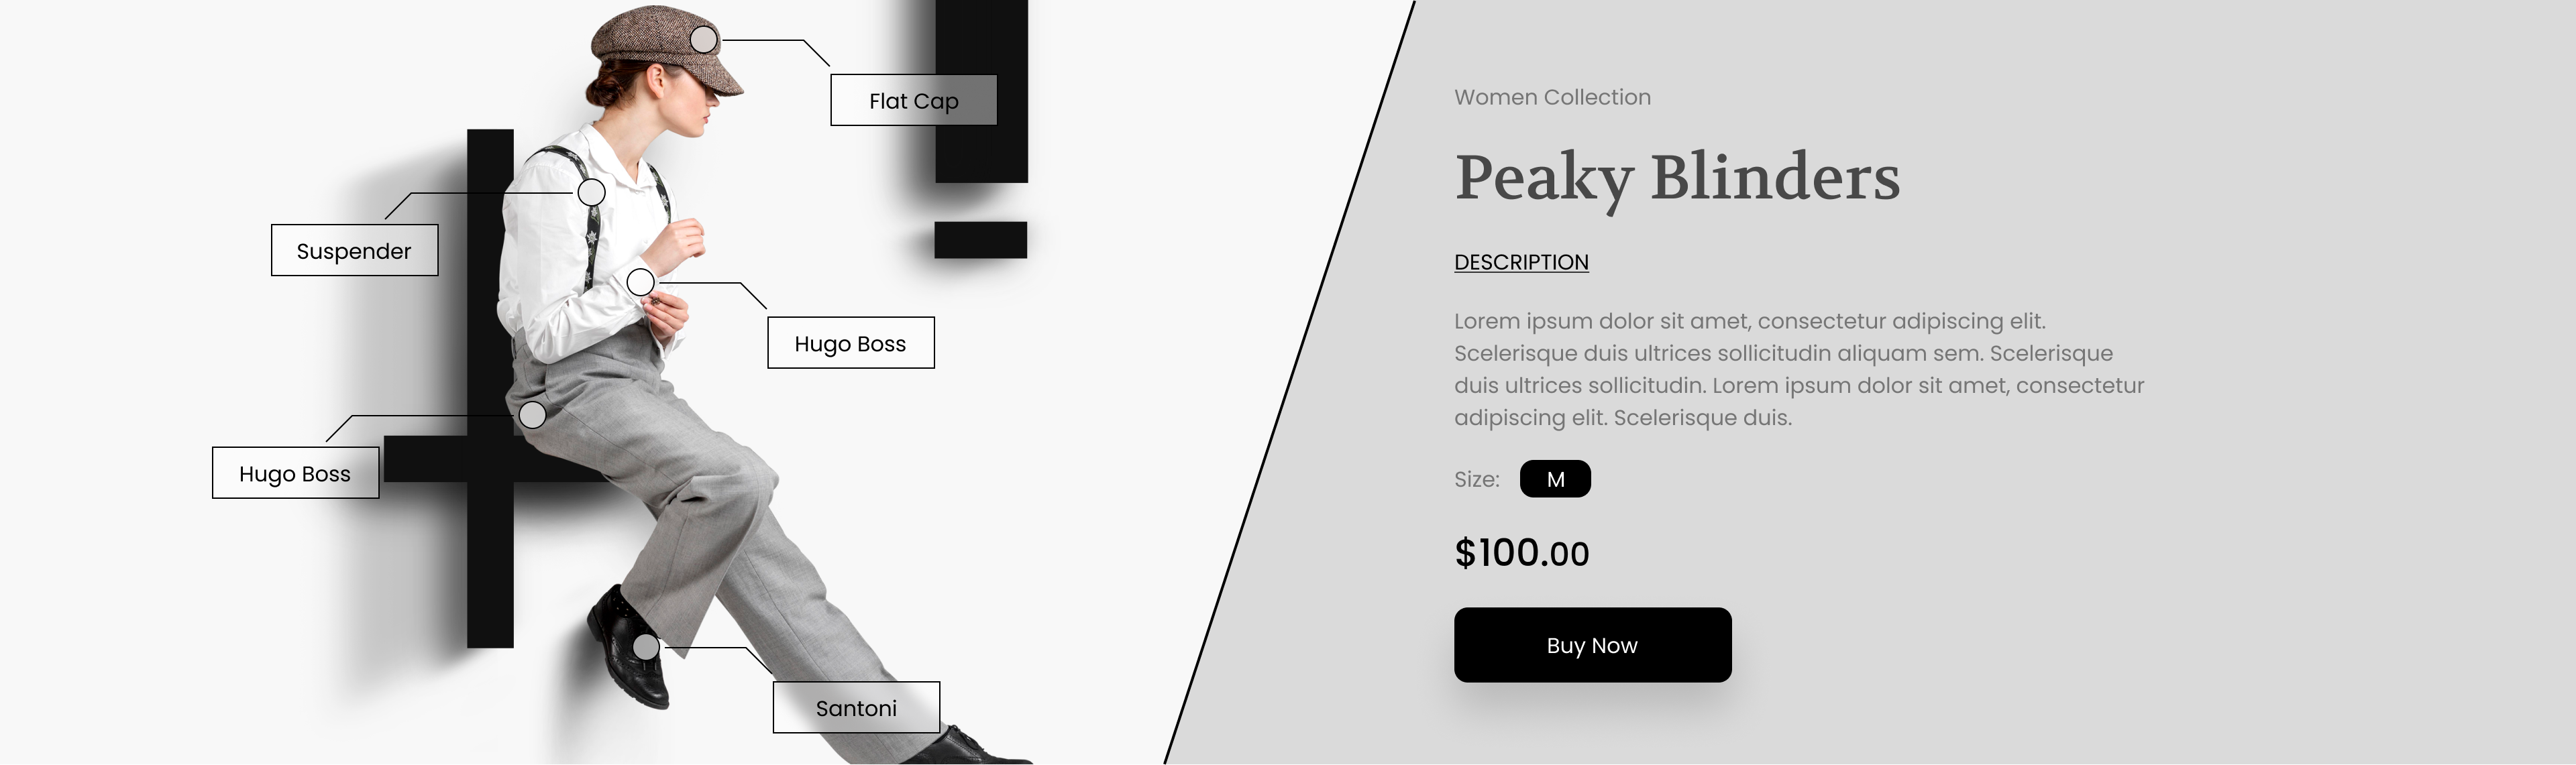 Flat Cap
Suspender
Hugo Boss
Hugo Boss
Santoni
Women Collection
Peaky Blinders
DESCRIPTION
Lorem ipsum dolor sit amet, consectetur adipiscing elit.
Scelerisque duis ultrices sollicitudin aliquam sem. Scelerisque
duis ultrices sollicitudin. Lorem ipsum dolor sit amet, consectetur
adipiscing elit. Scelerisque duis.
Size: M
$100.00
Buy Now